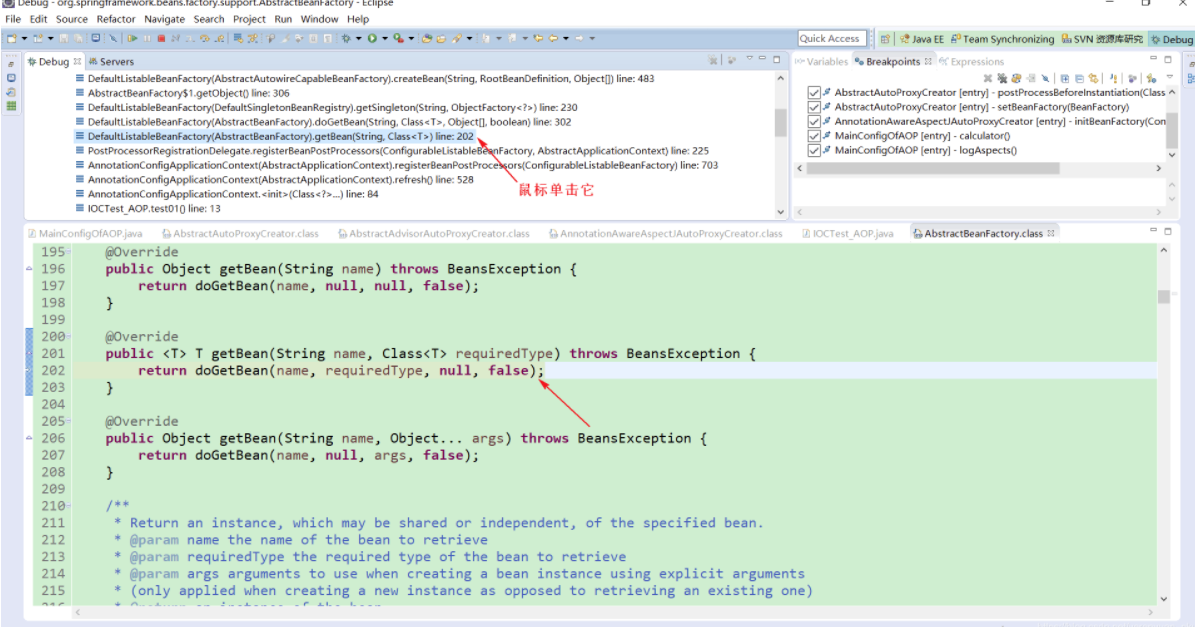 Debug - org.springframework.beans.factory.support.AbstractBeanFactory - Eclipse
File Edit Source Refactor Navigate Search Project Run Window Help
Quick Access Java EE Team Synchronizing SVN 资源库研究 Debug
Debug Servers
Variables Breakpoints Expressions
DefaultListableBeanFactory(AbstractAutowireCapableBeanFactory).createBean(String, RootBeanDefinition, Object[]) line: 483
AbstractBeanFactory$1.getObject() line: 306
DefaultListableBeanFactory(DefaultSingletonBeanRegistry).getSingleton(String, ObjectFactory<?>) line: 230
DefaultListableBeanFactory(AbstractBeanFactory).doGetBean(String, Class<T>, Object[], boolean) line: 302
DefaultListableBeanFactory(AbstractBeanFactory).getBean(String, Class<T>) line: 202
PostProcessorRegistrationDelegate.registerBeanPostProcessors(ConfigurableListableBeanFactory, AbstractApplicationContext) line: 225
AnnotationConfigApplicationContext(AbstractApplicationContext).registerBeanPostProcessors(ConfigurableListableBeanFactory) line: 703
AnnotationConfigApplicationContext(AbstractApplicationContext).refresh() line: 528
AnnotationConfigApplicationContext.<init>(Class<?>...) line: 84
IOCTest_AOP.test01() line: 13
鼠标单击它
AbstractAutoProxyCreator [entry] - postProcessBeforeInstantiation(Class
AbstractAutoProxyCreator [entry] - setBeanFactory(BeanFactory)
AnnotationAwareAspectJAutoProxyCreator [entry] - initBeanFactory(Con
MainConfigOfAOP [entry] - calculator()
MainConfigOfAOP [entry] - logAspects()
MainConfigOfAOP.java AbstractAutoProxyCreator.class AbstractAdvisorAutoProxyCreator.class AnnotationAwareAspectJAutoProxyCreator.class IOCTest_AOP.java AbstractBeanFactory.class
195 @Override
196 public Object getBean(String name) throws BeansException {
197 return doGetBean(name, null, null, false);
198 }
199
200 @Override
201 public <T> T getBean(String name, Class<T> requiredType) throws BeansException {
202 return doGetBean(name, requiredType, null, false);
203 }
204
205 @Override
206 public Object getBean(String name, Object... args) throws BeansException {
207 return doGetBean(name, null, args, false);
208 }
209
210 /**
211 * Return an instance, which may be shared or independent, of the specified bean.
212 * @param name the name of the bean to retrieve
213 * @param requiredType the required type of the bean to retrieve
214 * @param args arguments to use when creating a bean instance using explicit arguments
215 * (only applied when creating a new instance as opposed to retrieving an existing one)